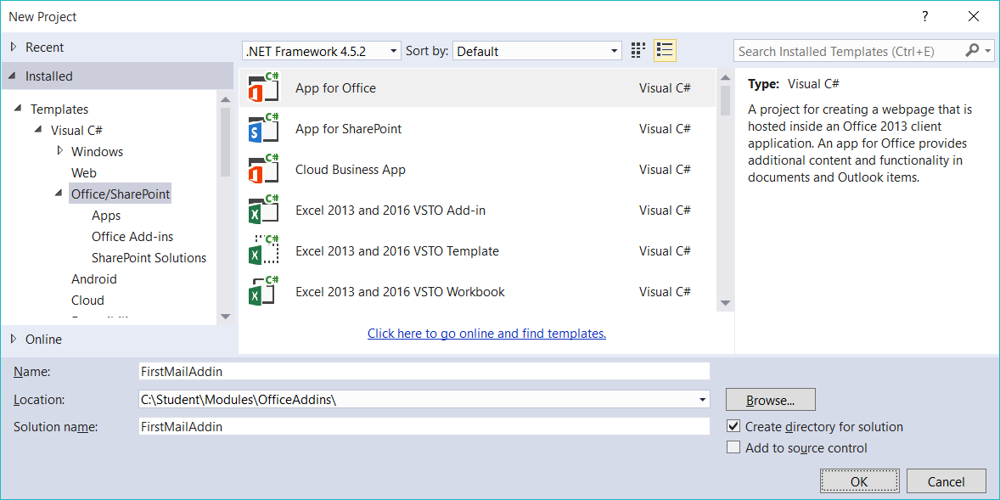 New Project
?
Recent
Installed
Templates
Visual C#
Windows
Web
Office/SharePoint
Apps
Office Add-ins
SharePoint Solutions
Android
Cloud
Online
.NET Framework 4.5.2 Sort by: Default
Search Installed Templates (Ctrl+E)
C# App for Office Visual C#
C# S App for SharePoint Visual C#
C# Cloud Business App Visual C#
C# X Excel 2013 and 2016 VSTO Add-in Visual C#
C# X Excel 2013 and 2016 VSTO Template Visual C#
C# X Excel 2013 and 2016 VSTO Workbook Visual C#
Click here to go online and find templates.
Type: Visual C#
A project for creating a webpage that is
hosted inside an Office 2013 client
application. An app for Office provides
additional content and functionality in
documents and Outlook items.
Name: FirstMailAddin
Location: C:\Student\Modules\OfficeAddins\ Browse...
Solution name: FirstMailAddin
Create directory for solution
Add to source control
OK Cancel